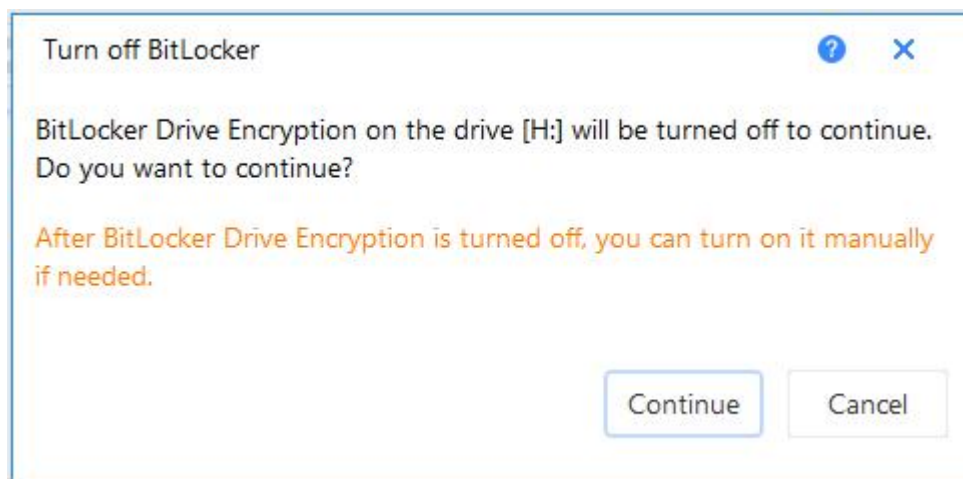 Turn off BitLocker
BitLocker Drive Encryption on the drive [H:] will be turned off to continue.
Do you want to continue?
After BitLocker Drive Encryption is turned off, you can turn on it manually
if needed.
Continue Cancel